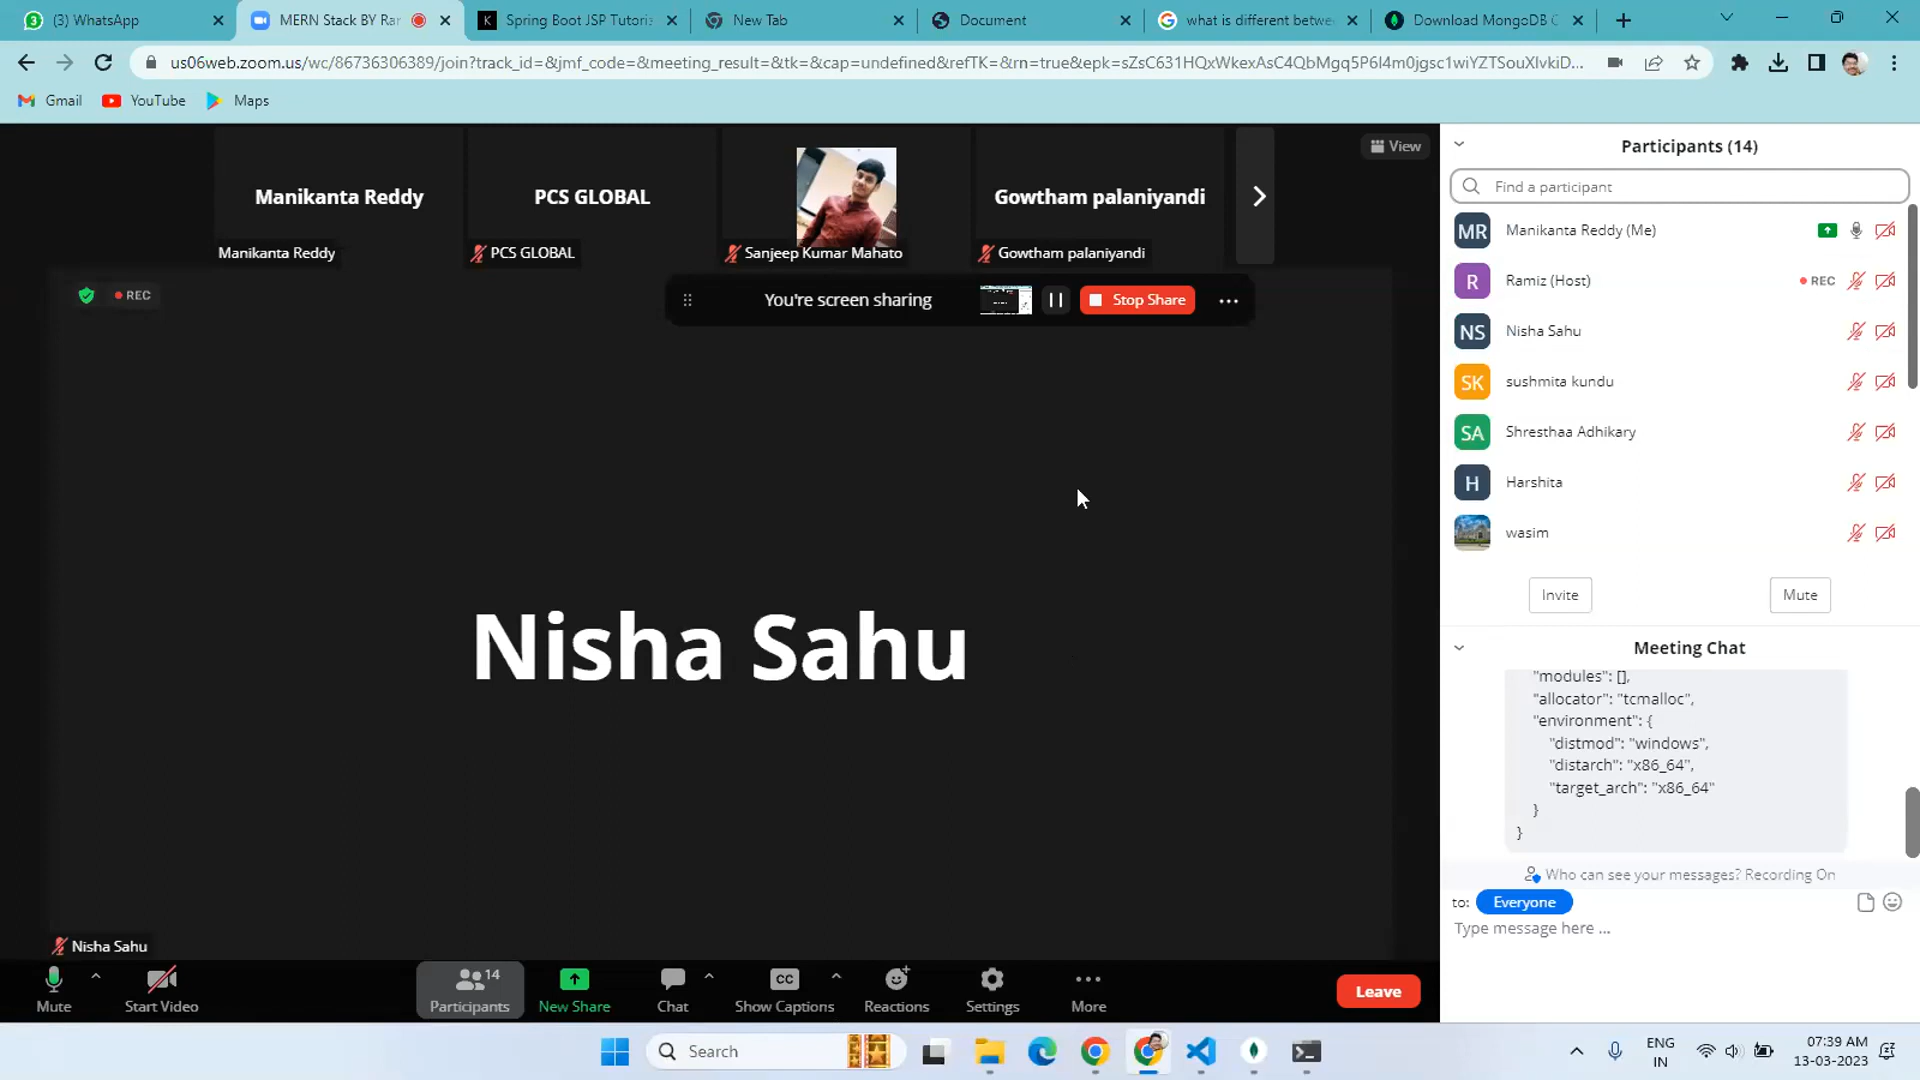 (3) WhatsApp
MERN Stack BY Rar
Spring Boot JSP Tutoria
New Tab
Document
what is different betwe
Download MongoDB C
us06web.zoom.us/wc/86736306389/join?track_id=&jmf_code=&meeting_result=&tk=&cap=undefined&refTK=&rn=true&epk=sZsC631HQxWkexAsC4QbMgq5P6I4m0jgsc1wiYZTSouXIvkiD...
Gmail
YouTube
Maps
Manikanta Reddy
PCS GLOBAL
Gowtham palaniyandi
Manikanta Reddy
PCS GLOBAL
Sanjeep Kumar Mahato
Gowtham palaniyandi
View
REC
You're screen sharing
Stop Share
Nisha Sahu
Nisha Sahu
Participants (14)
Find a participant
MR Manikanta Reddy (Me)
R Ramiz (Host) REC
NS Nisha Sahu
SK sushmita kundu
SA Shresthaa Adhikary
H Harshita
wasim
Invite
Mute
Meeting Chat
"modules": [],
"allocator": "tcmalloc",
"environment": {
"distmod": "windows",
"distarch": "x86_64",
"target_arch": "x86_64"
}
}
Who can see your messages? Recording On
to: Everyone
Type message here ...
Mute
Start Video
14
Participants
New Share
Chat
CC
Show Captions
Reactions
Settings
More
Leave
Search
ENG
IN
07:39 AM
13-03-2023